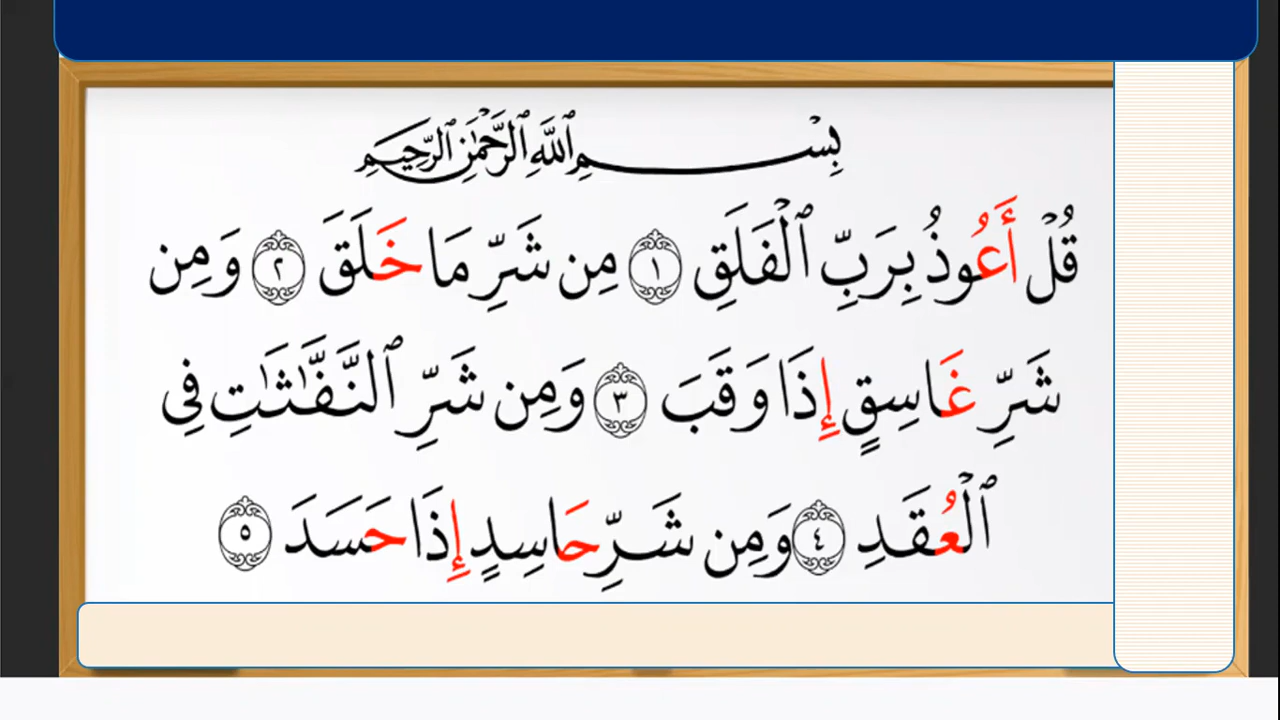 بِسْمِ ٱللَّهِ ٱلرَّحْمَٰنِ ٱلرَّحِيمِ
قُلْ أَعُوذُ بِرَبِّ ٱلْفَلَقِ ١ مِن شَرِّ مَا خَلَقَ ٢ وَمِن
شَرِّ غَاسِقٍ إِذَا وَقَبَ ٣ وَمِن شَرِّ ٱلنَّفَّٰثَٰتِ فِى
ٱلْعُقَدِ ٤ وَمِن شَرِّ حَاسِدٍ إِذَا حَسَدَ ٥